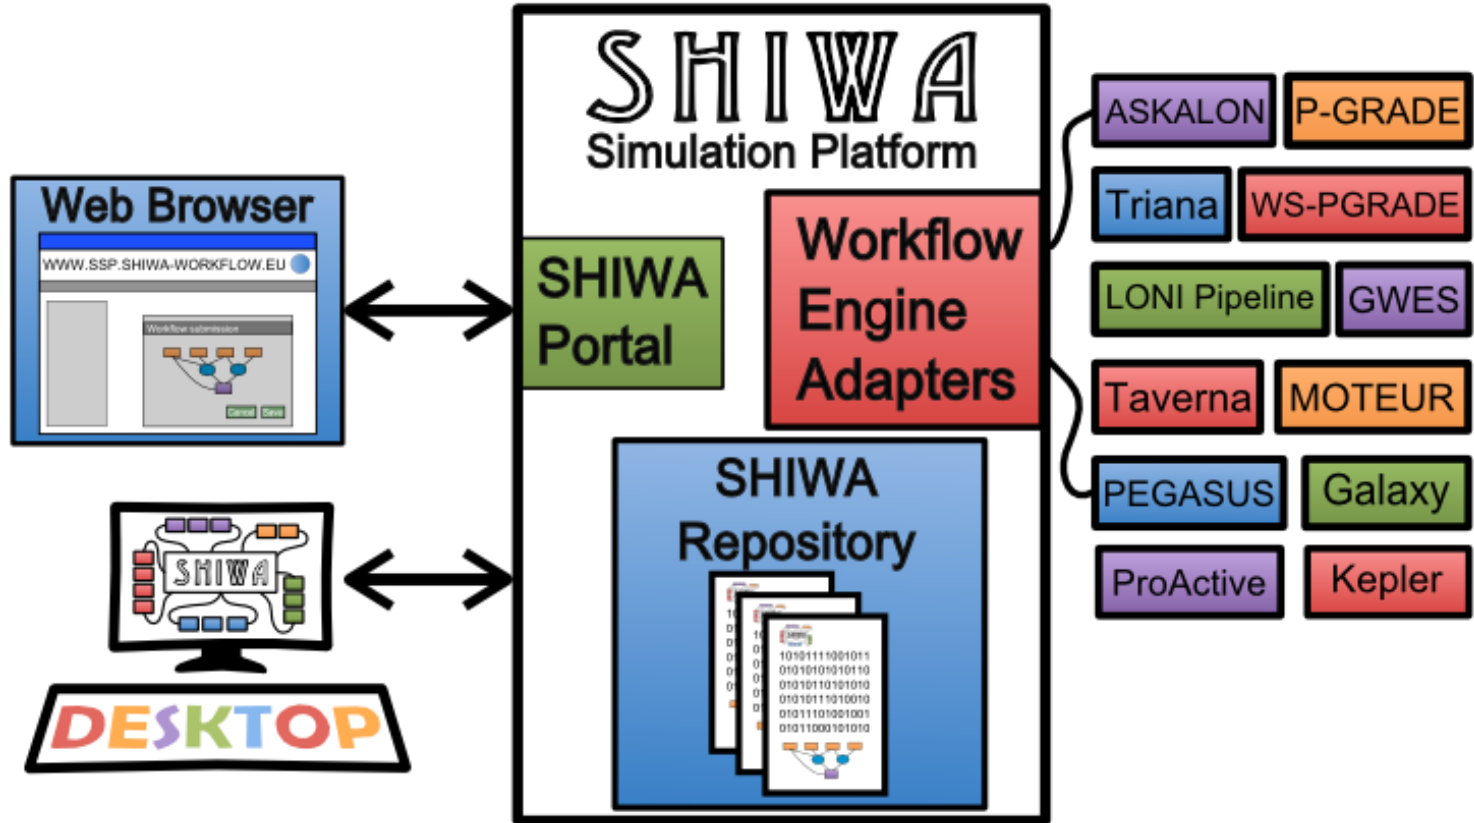 SHIWA
Simulation Platform
Web Browser
WWW.SSP.SHIWA-WORKFLOW.EU
Workflow submission
Cancel Save
SHIWA
Portal
Workflow
Engine
Adapters
SHIWA
Repository
10101111001011
01010101010110
01010110101010
01010111010010
01011101001001
01011000101010
SHIWA
DESKTOP
ASKALON P-GRADE
Triana WS-PGRADE
LONI Pipeline GWES
Taverna MOTEUR
PEGASUS Galaxy
ProActive Kepler